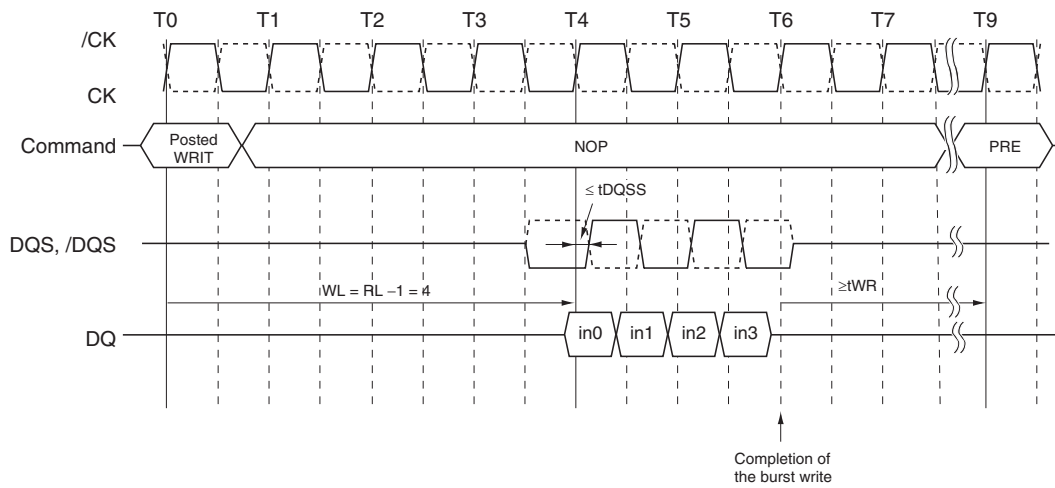 T0 T1 T2 T3 T4 T5 T6 T7 T9
/CK
CK
Command
Posted
WRIT
NOP
PRE
≤ tDQSS
DQS, /DQS
WL = RL −1 = 4
≥tWR
DQ
in0 in1 in2 in3
Completion of
the burst write